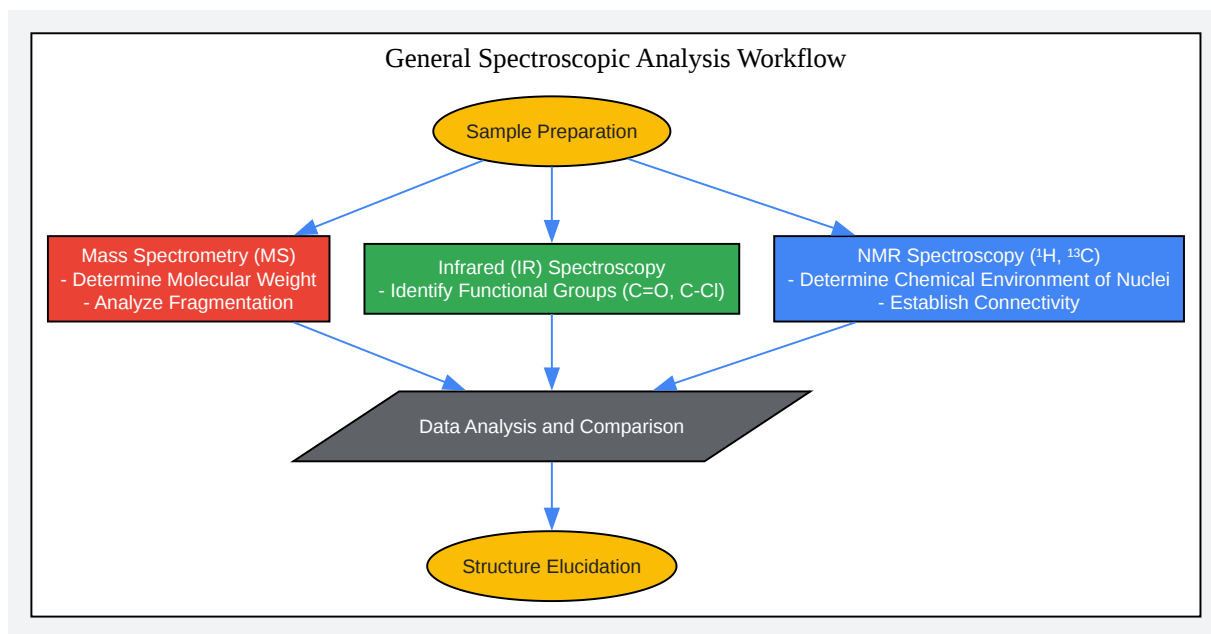 General Spectroscopic Analysis Workflow
Sample Preparation
Mass Spectrometry (MS)
- Determine Molecular Weight
- Analyze Fragmentation
Infrared (IR) Spectroscopy
- Identify Functional Groups (C=O, C-Cl)
NMR Spectroscopy (¹H, ¹³C)
- Determine Chemical Environment of Nuclei
- Establish Connectivity
Data Analysis and Comparison
Structure Elucidation